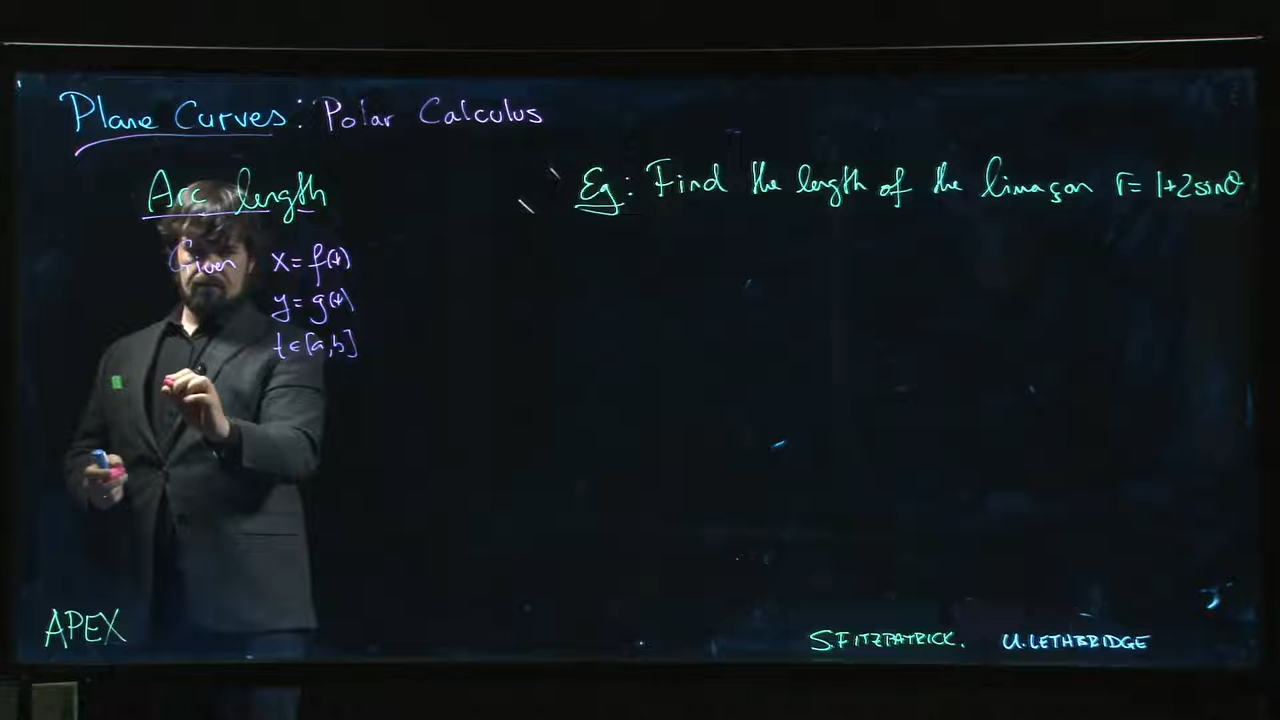 Plane Curves: Polar Calculus
Arc length
Given x = f(t)
y = g(t)
t ∈ [a,b]
Eg: Find the length of the limaçon r = 1+2sinθ
APEX
S.FITZPATRICK. U.LETHBRIDGE